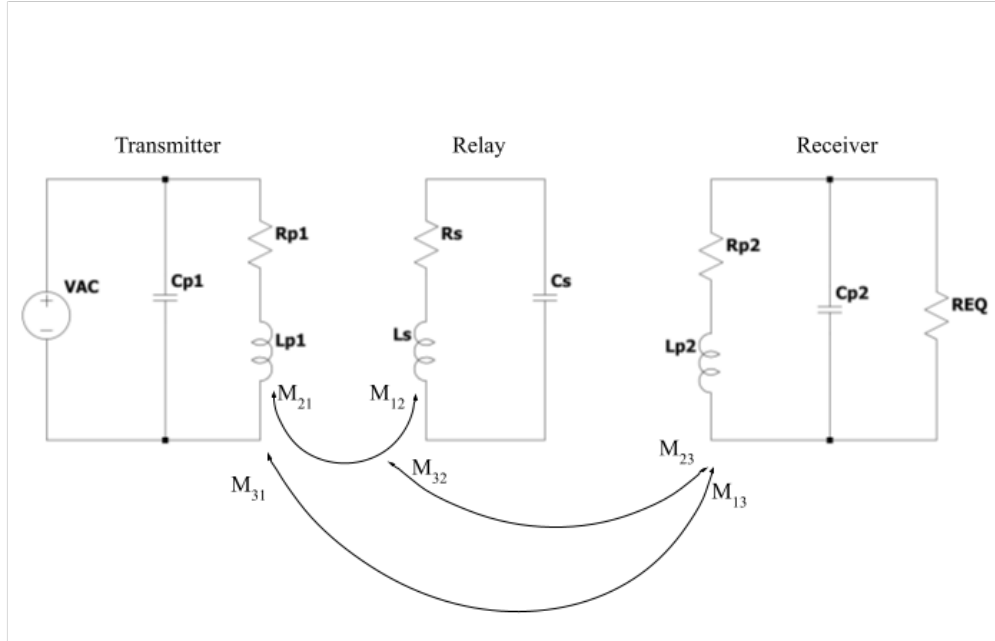 Transmitter
Relay
Receiver
VAC
Cp1
Rp1
Lp1
Rs
Ls
Cs
Rp2
Lp2
Cp2
REQ
M21
M12
M31
M32
M23
M13